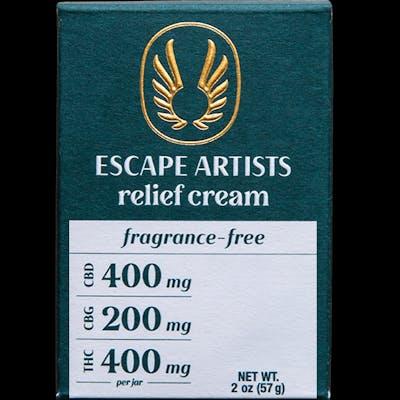 ESCAPE ARTISTS
relief cream
fragrance-free
CBD 400 mg
CBG 200 mg
THC 400 mg
per jar
NET WT.
2 oz (57 g)